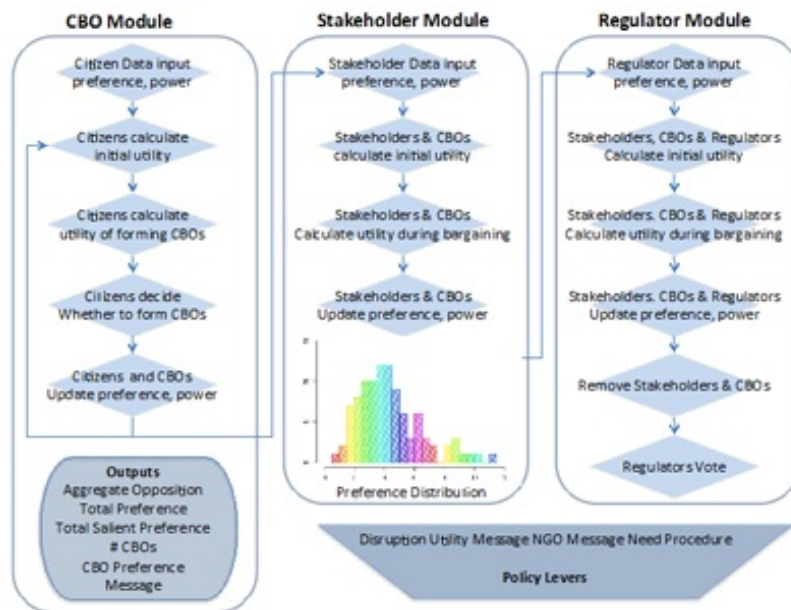 CBO Module
Citizen Data input
preference, power
Citizens calculate
initial utility
Citizens calculate
utility of forming CBOs
Citizens decide
Whether to form CBOs
Citizens and CBOs
Update preference, power
Outputs
Aggregate Opposition
Total Preference
Total Salient Preference
# CBOs
CBO Preference
Message
Stakeholder Module
Stakeholder Data Input
preference, power
Stakeholders & CBOs
calculate initial utility
Stakeholders & CBOs
Calculate utility during bargaining
Stakeholders & CBOs
Update preference, power
Preference Distribution
Regulator Module
Regulator Data input
preference, power
Stakeholders, CBOs & Regulators
Calculate initial utility
Stakeholders. CBOs & Regulators
Calculate utility during bargaining
Stakeholders. CBOs & Regulators
Update preference, power
Remove Stakeholders & CBOs
Regulators Vote
Disruption Utility Message NGO Message Need Procedure
Policy Levers